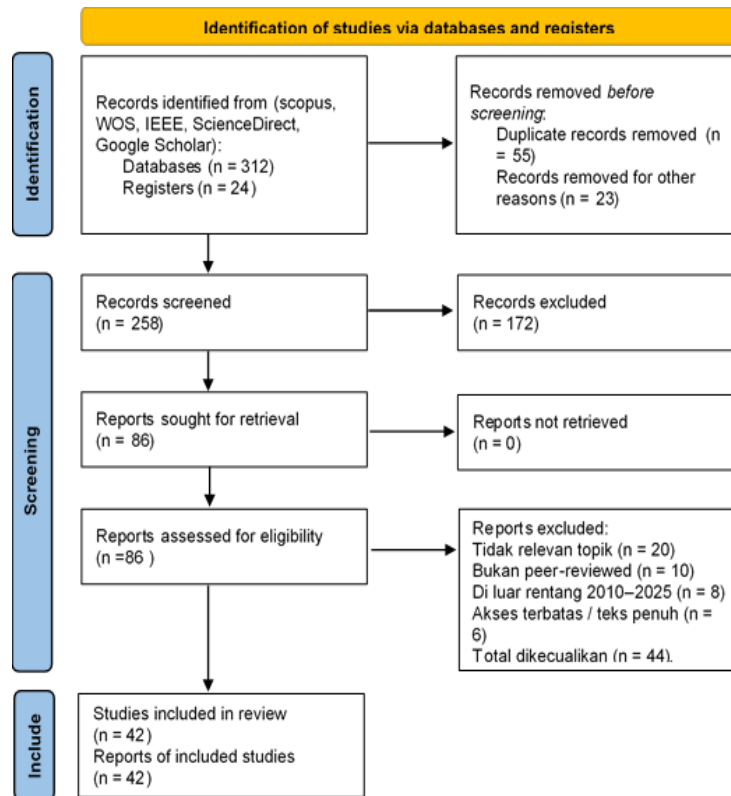 Identification of studies via databases and registers
Identification
Records identified from (scopus,
WOS, IEEE, ScienceDirect,
Google Scholar):
Databases (n = 312)
Registers (n = 24)
Records removed before
screening:
Duplicate records removed (n
= 55)
Records removed for other
reasons (n = 23)
Screening
Records screened
(n = 258)
Records excluded
(n = 172)
Reports sought for retrieval
(n = 86)
Reports not retrieved
(n = 0)
Reports assessed for eligibility
(n =86 )
Reports excluded:
Tidak relevan topik (n = 20)
Bukan peer-reviewed (n = 10)
Di luar rentang 2010–2025 (n = 8)
Akses terbatas / teks penuh (n =
6)
Total dikecualikan (n = 44).
Include
Studies included in review
(n = 42)
Reports of included studies
(n = 42)